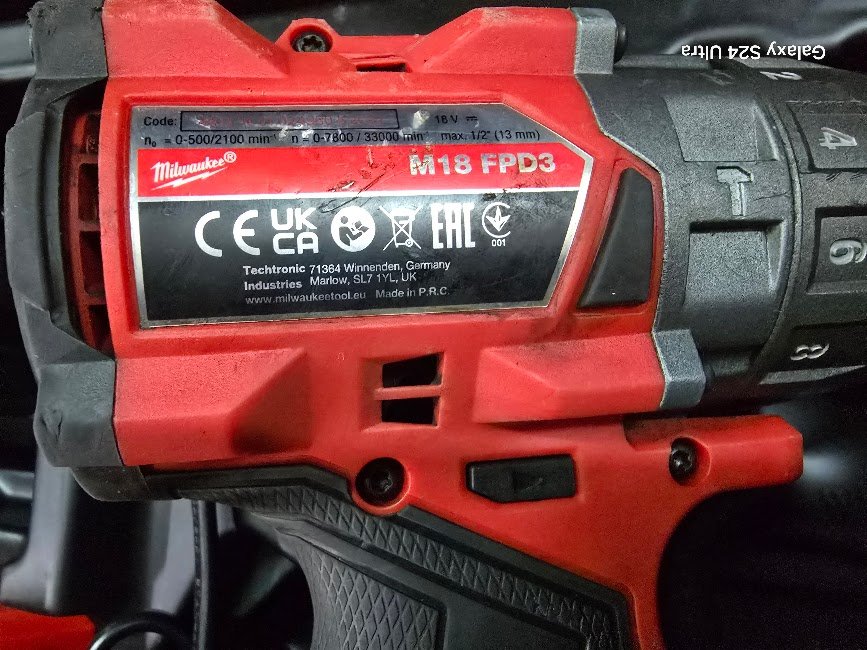 Code:
18 V
n₀ = 0-500/2100 min⁻¹ n = 0-7800 / 33000 min⁻¹ max. 1/2" (13 mm)
Milwaukee®
M18 FPD3
CE UK CA EAC 001
Techtronic Industries
71364 Winnenden, Germany
Marlow, SL7 1YL, UK
www.milwaukeetool.eu Made in P.R.C.
2
4
6
8
Galaxy S24 Ultra